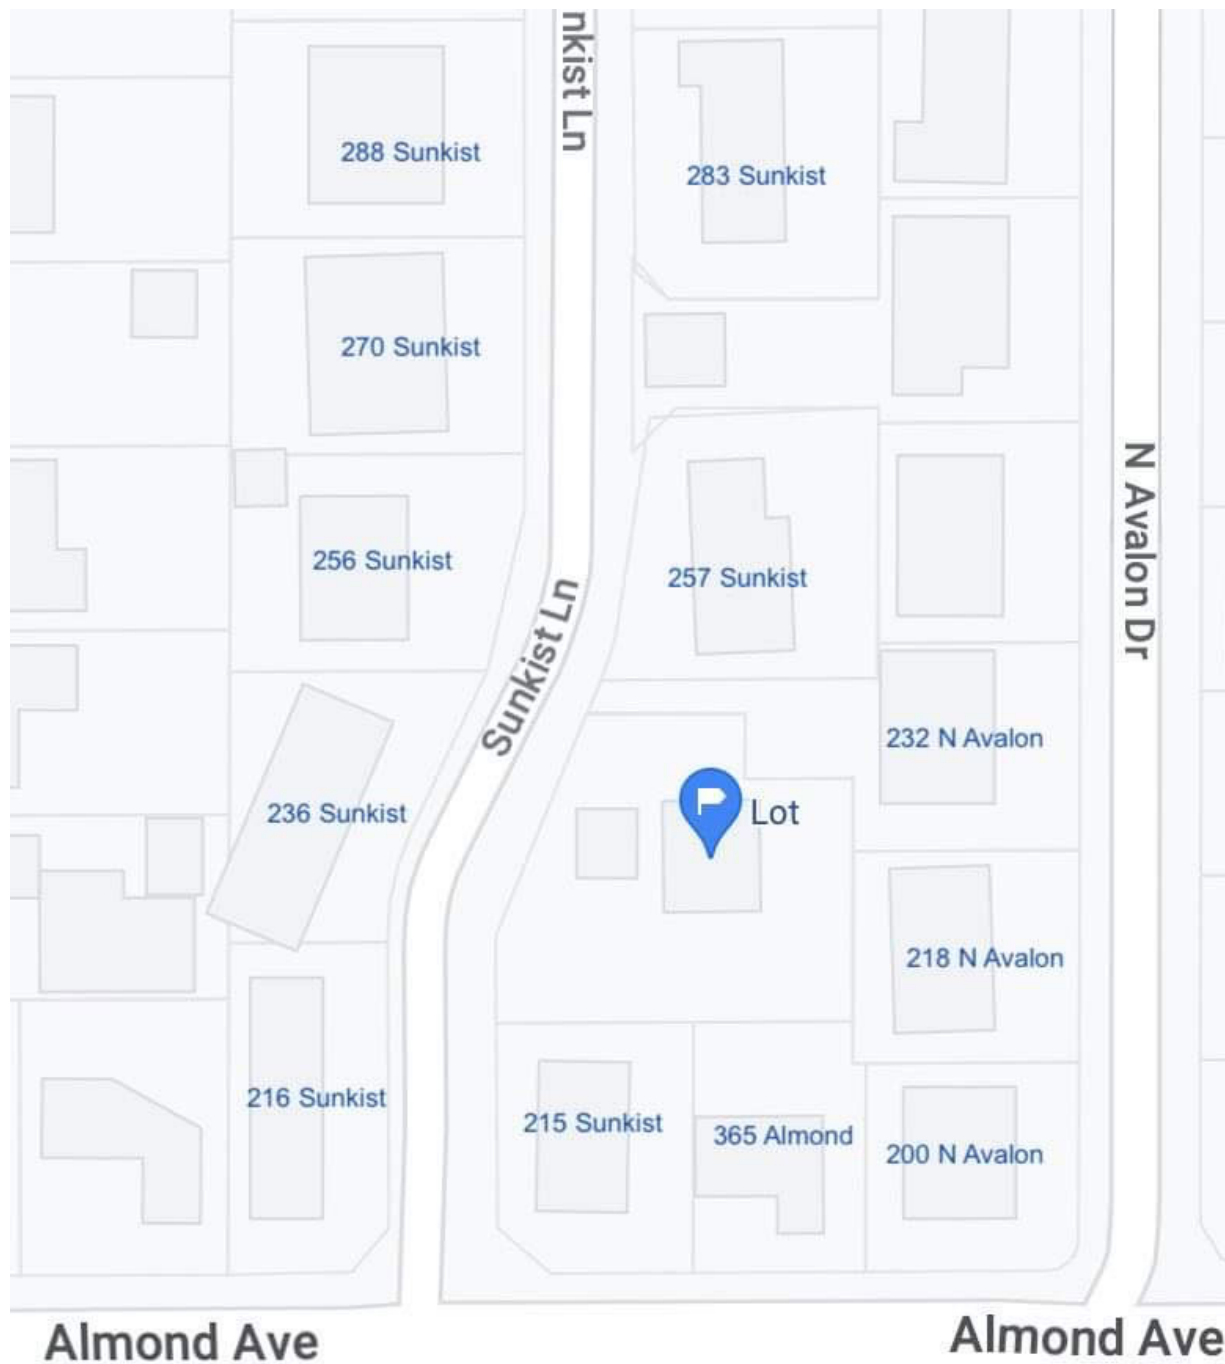 nkist Ln
288 Sunkist
283 Sunkist
270 Sunkist
N Avalon Dr
256 Sunkist
257 Sunkist
Sunkist Ln
232 N Avalon
236 Sunkist
Lot
218 N Avalon
216 Sunkist
215 Sunkist
365 Almond
200 N Avalon
Almond Ave
Almond Ave